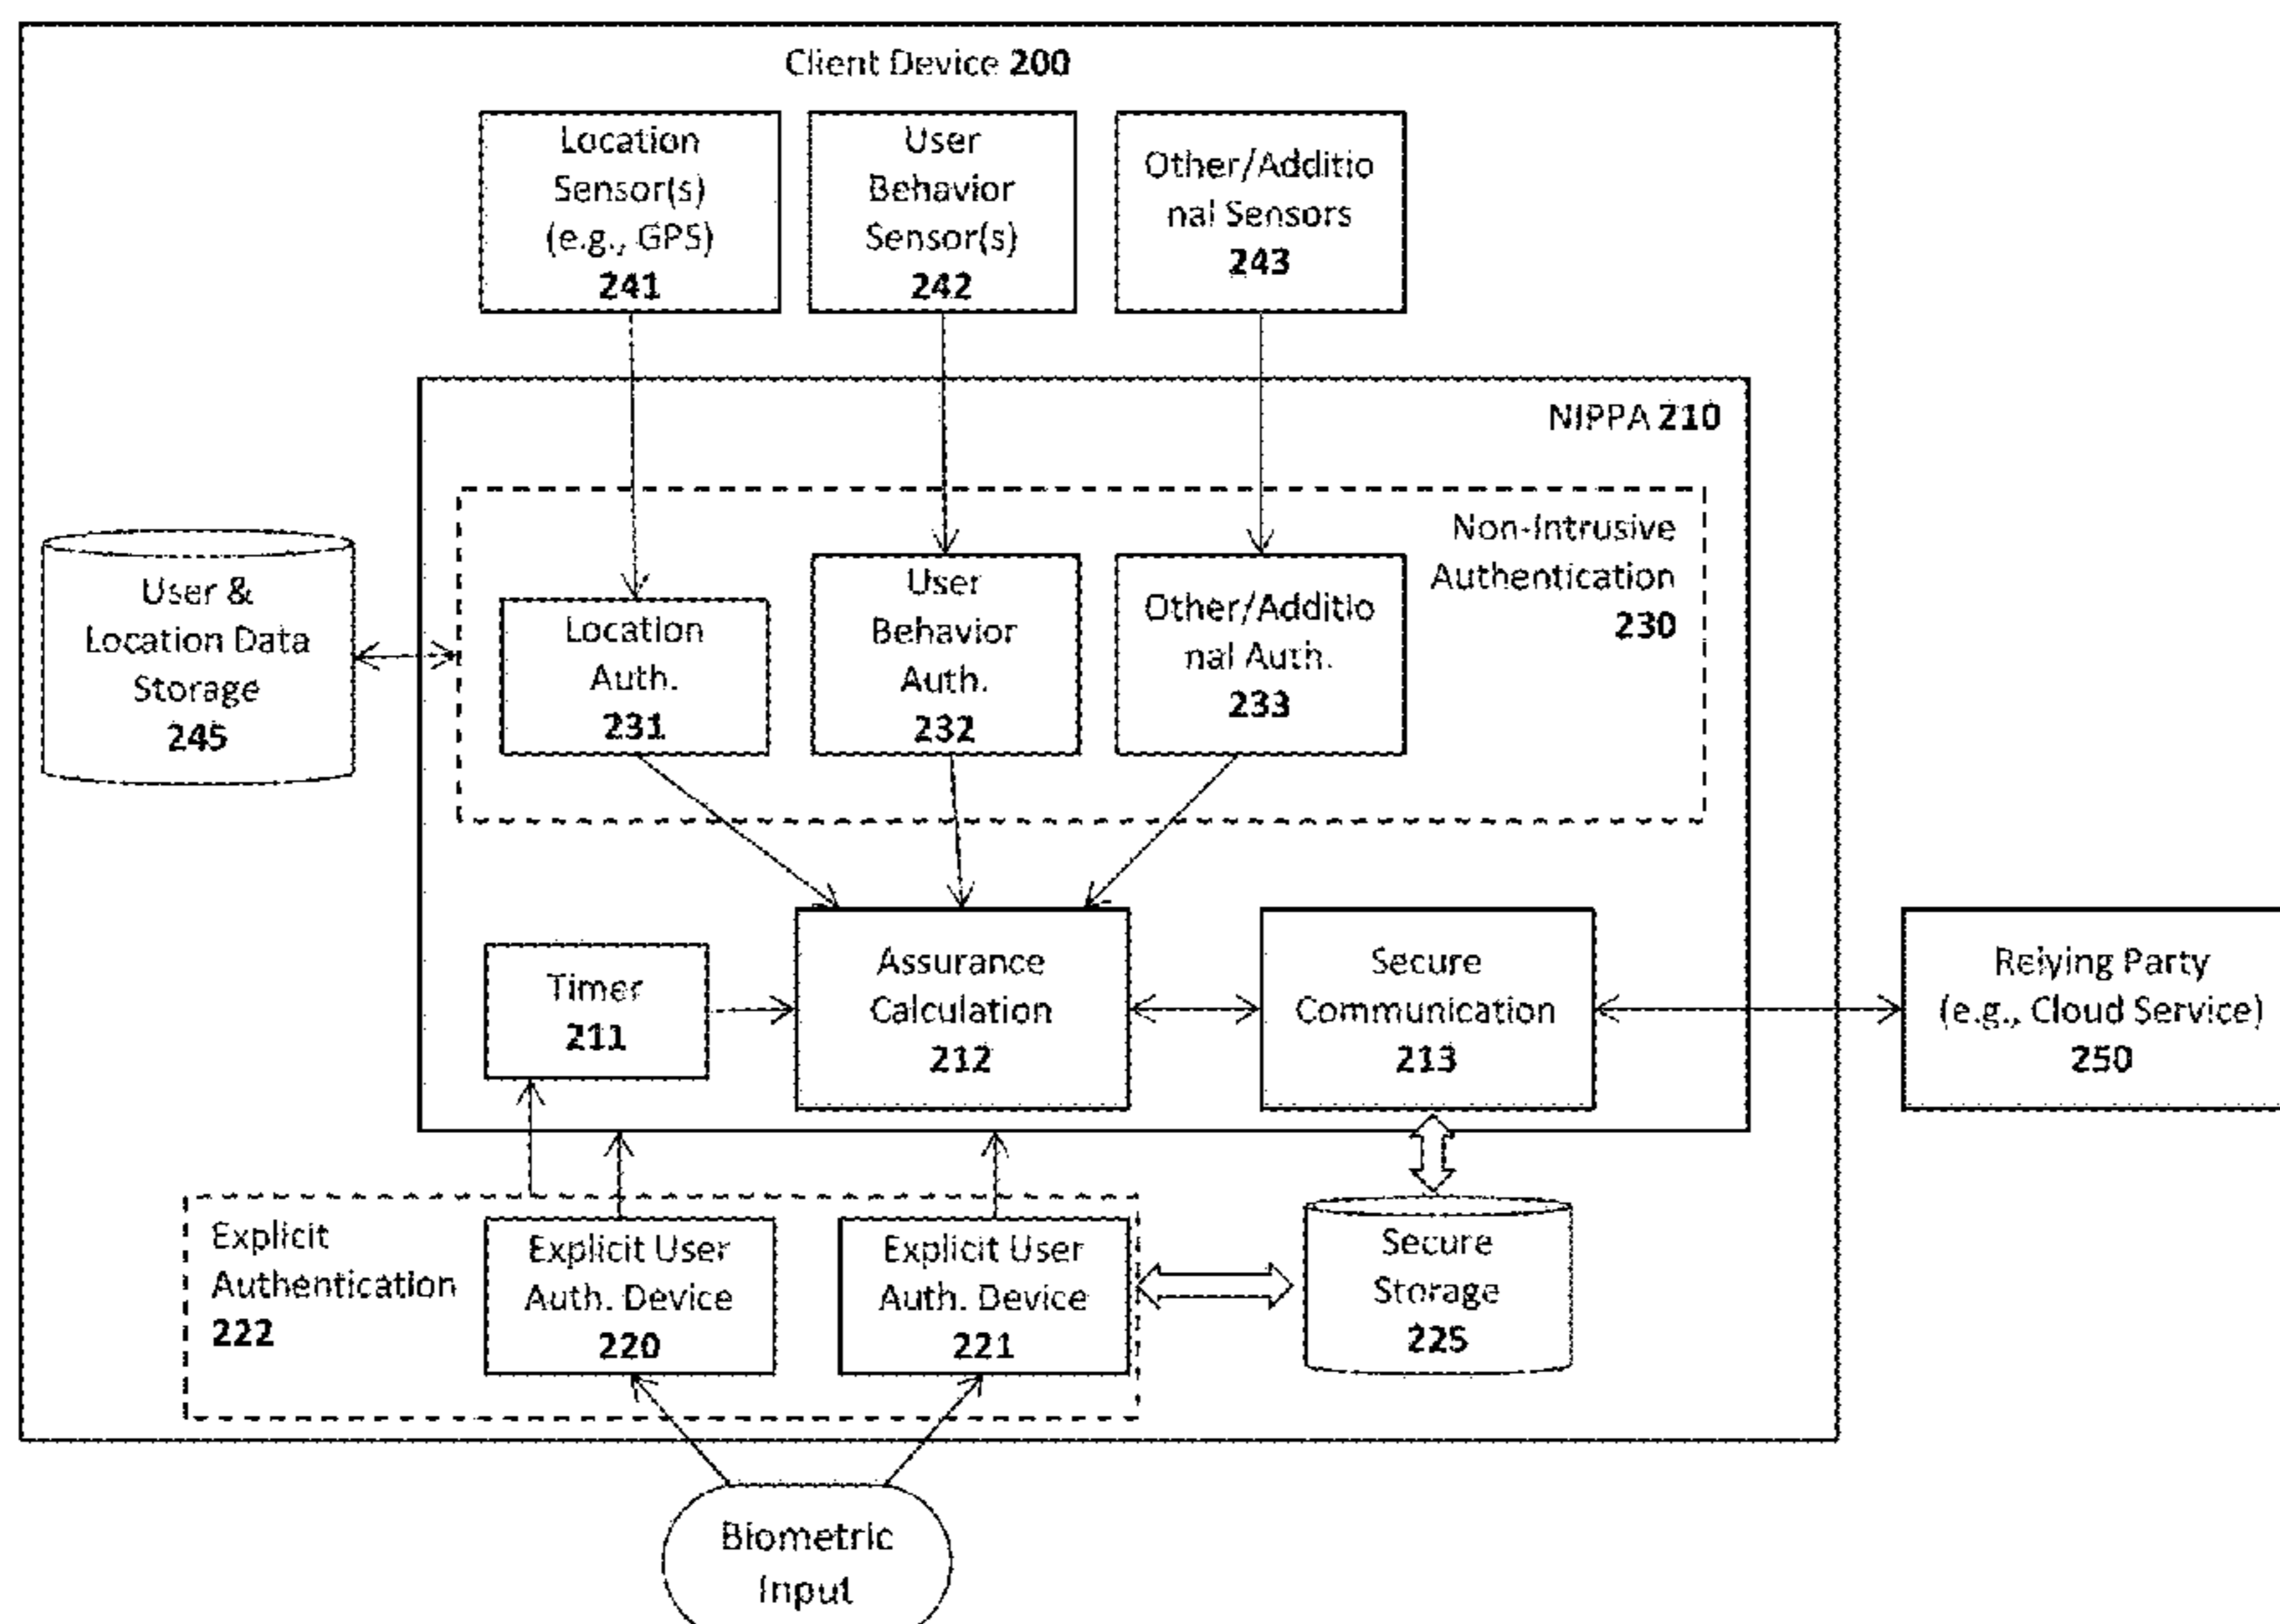 Client Device 200
Location
Sensor(s)
(e.g., GPS)
241
User
Behavior
Sensor(s)
242
Other/Additio
nal Sensors
243
NIPPA 210
Non-Intrusive
Authentication
230
User &
Location Data
Storage
245
Location
Auth.
231
User
Behavior
Auth.
232
Other/Additio
nal Auth.
233
Timer
211
Assurance
Calculation
212
Secure
Communication
213
Relying Party
(e.g., Cloud Service)
250
Explicit
Authentication
222
Explicit User
Auth. Device
220
Explicit User
Auth. Device
221
Secure
Storage
225
Biometric
Input